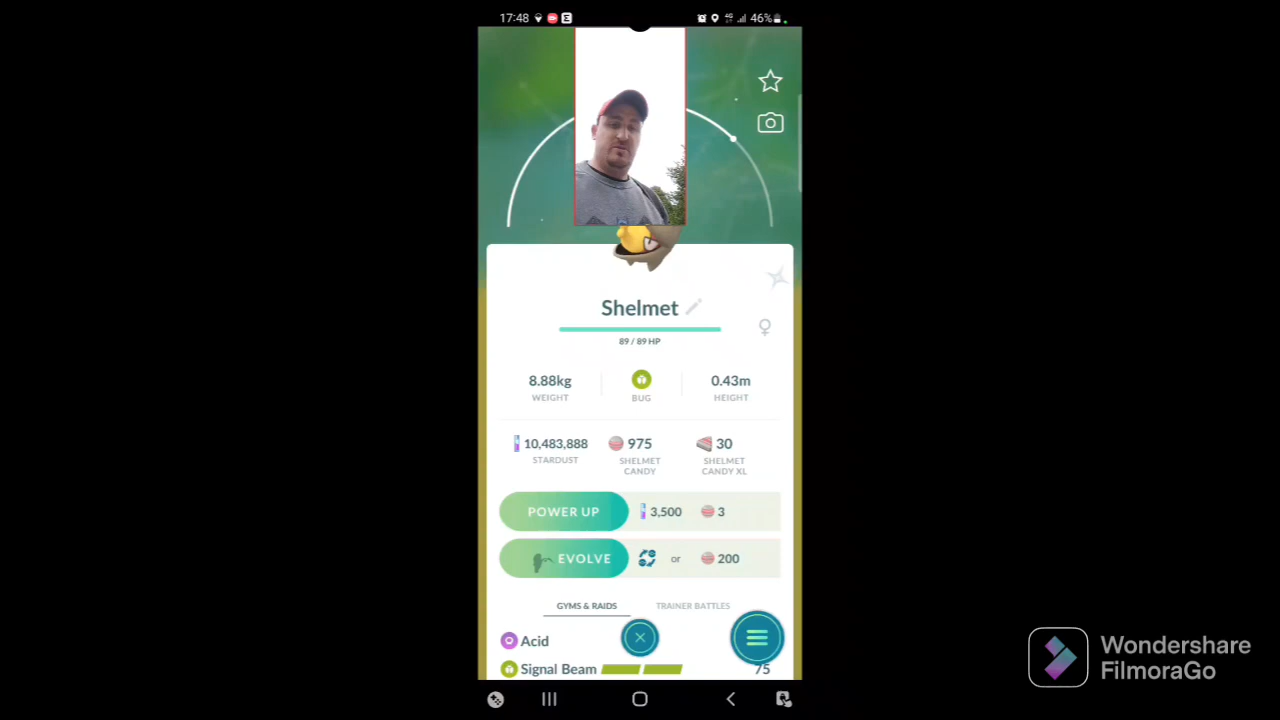 17:48
4G
46%
Shelmet
89 / 89 HP
8.88kg
0.43m
WEIGHT
BUG
HEIGHT
10,483,888
975
30
STARDUST
SHELMET
CANDY
SHELMET
CANDY XL
POWER UP
3,500
3
EVOLVE
or
200
GYMS & RAIDS
TRAINER BATTLES
Acid
Signal Beam
75
Wondershare
FilmoraGo